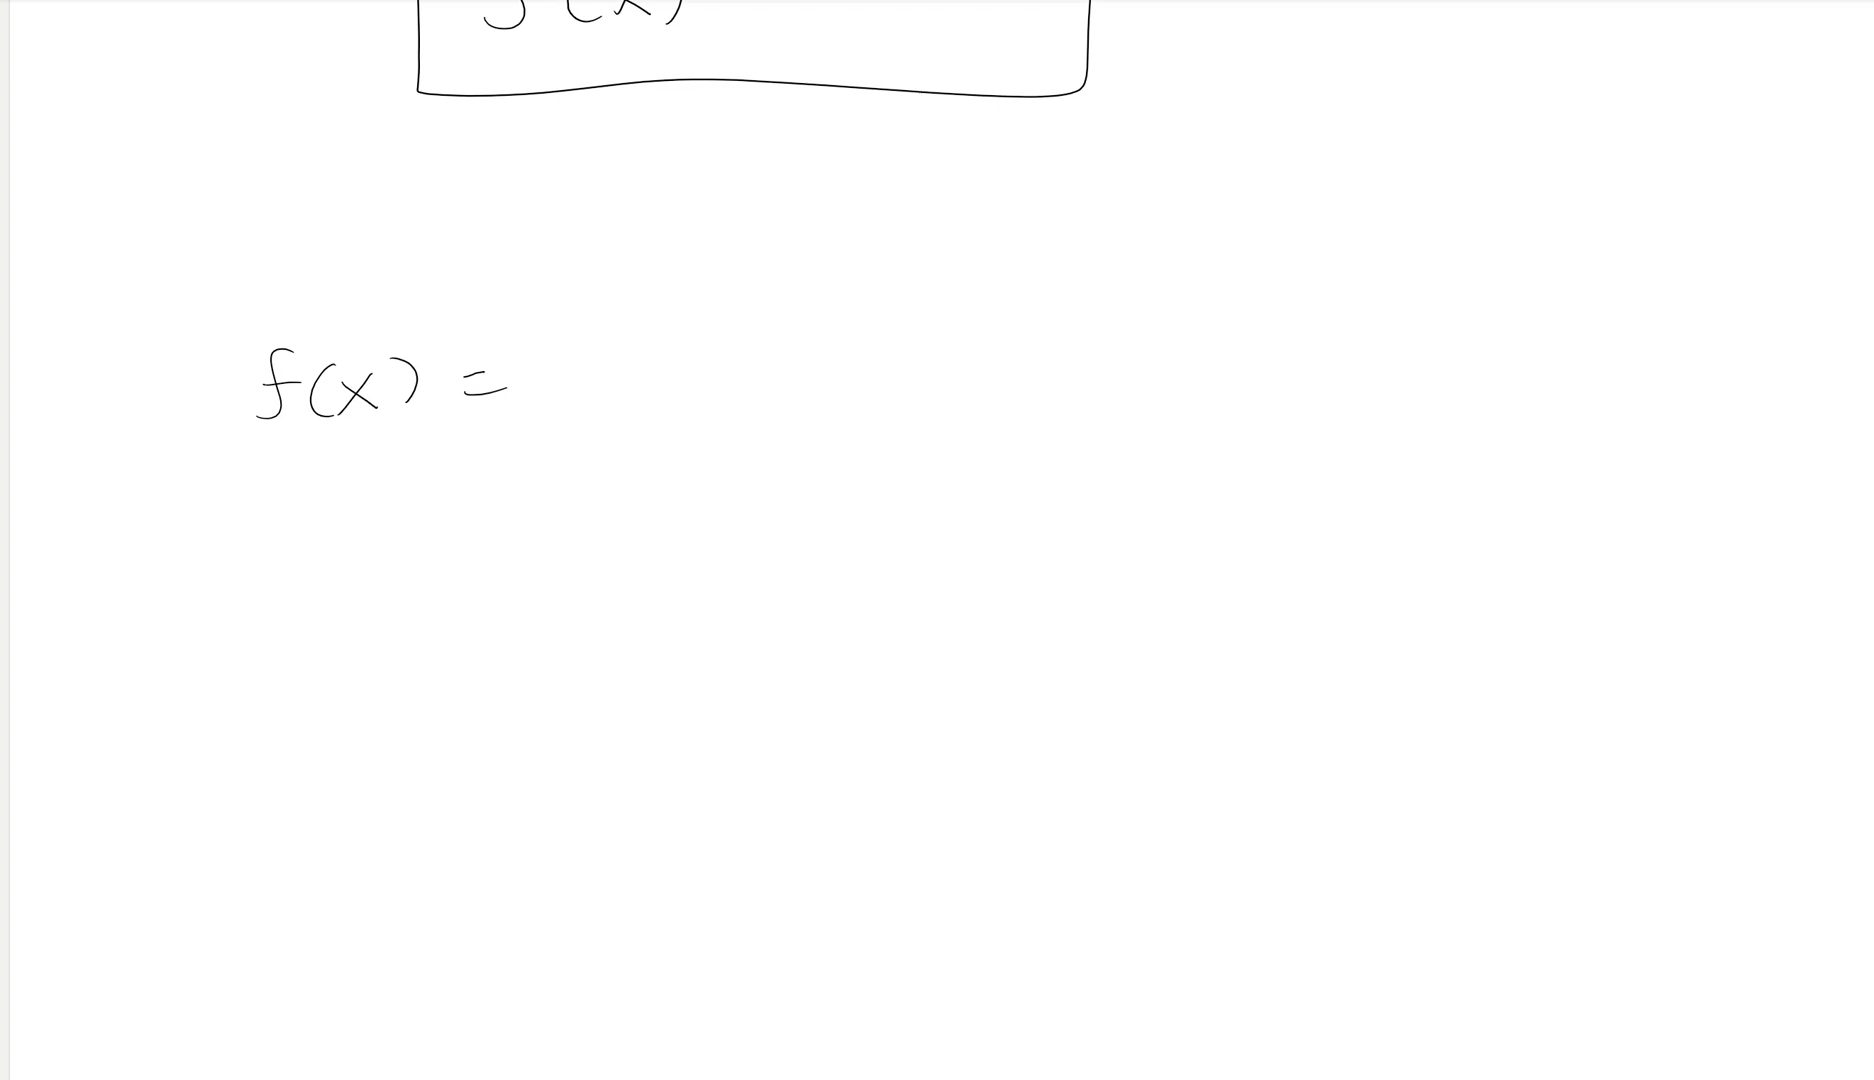 f(x) =